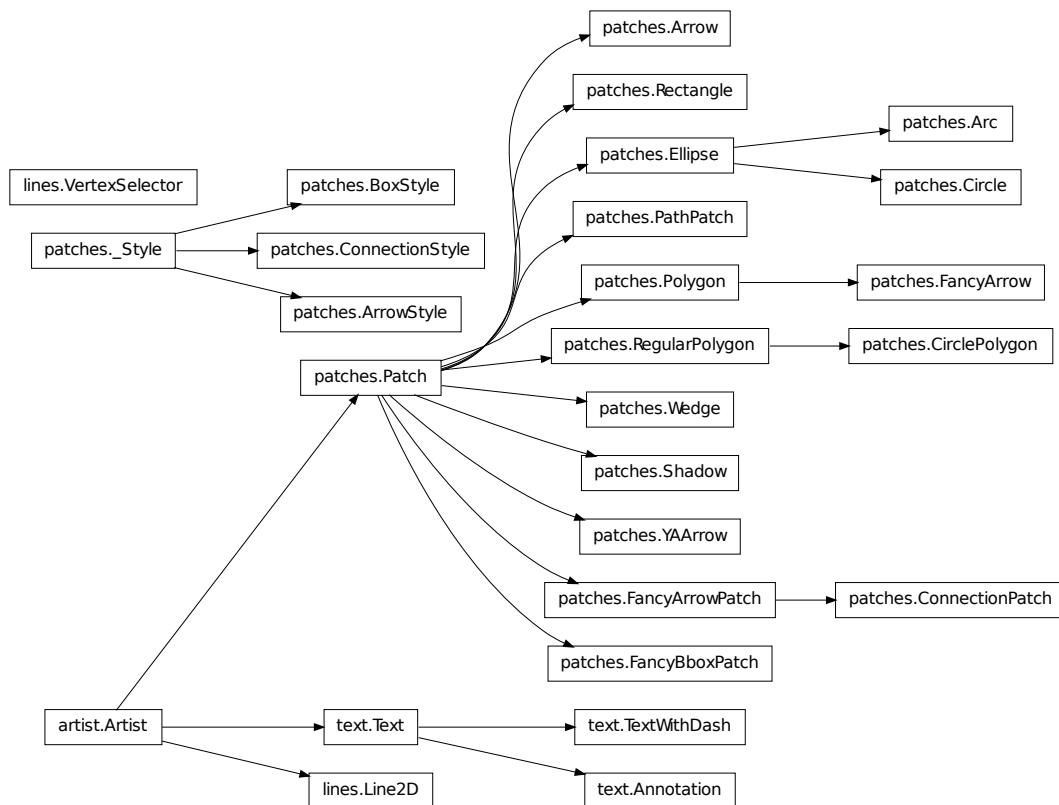 patches.Arrow
patches.Rectangle
patches.Arc
patches.Ellipse
lines.VertexSelector
patches.BoxStyle
patches.Circle
patches.PathPatch
patches._Style
patches.ConnectionStyle
patches.Polygon
patches.FancyArrow
patches.ArrowStyle
patches.RegularPolygon
patches.CirclePolygon
patches.Patch
patches.Wedge
patches.Shadow
patches.YAArrow
patches.FancyArrowPatch
patches.ConnectionPatch
patches.FancyBboxPatch
artist.Artist
text.Text
text.TextWithDash
lines.Line2D
text.Annotation